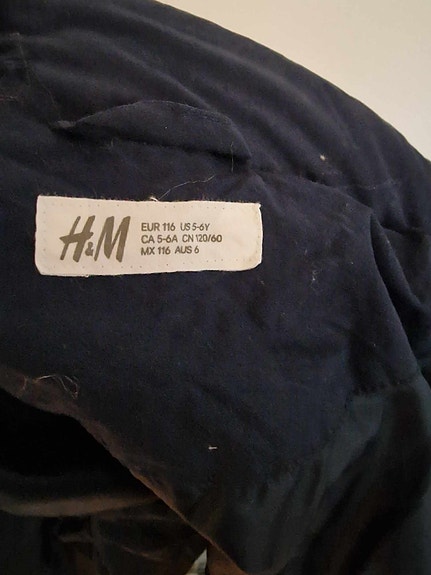 H&M
EUR 116 US 5-6Y
CA 5-6A CN 120/60
MX 116 AUS 6